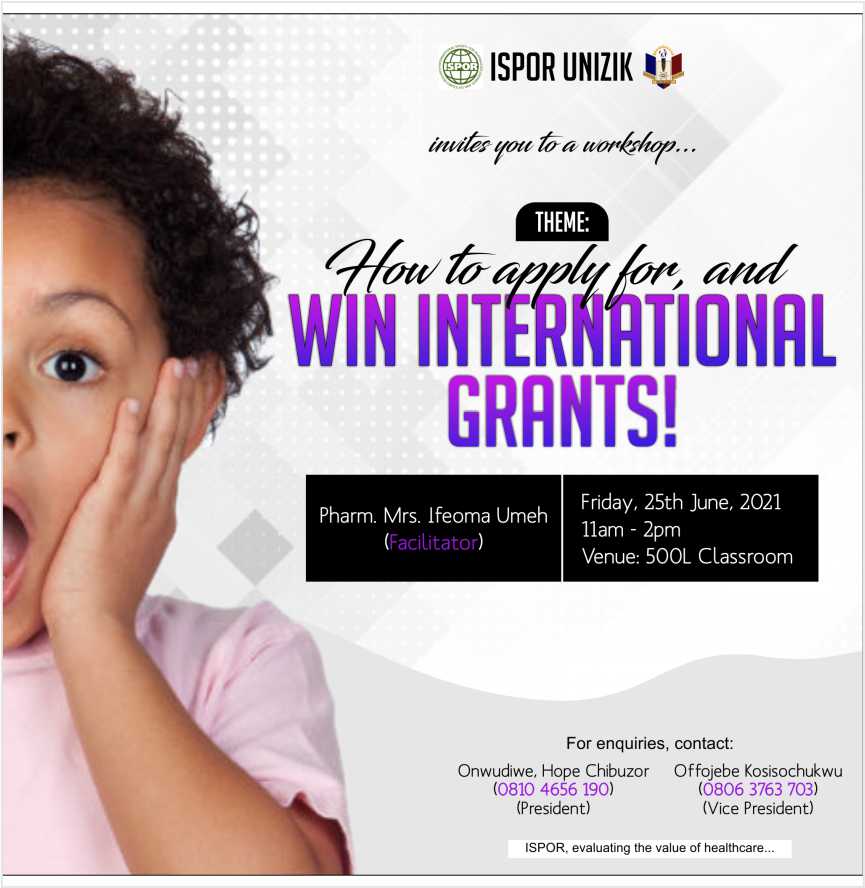 ISPOR
ISPOR UNIZIK
invites you to a workshop...
THEME:
How to apply for, and
WIN INTERNATIONAL
GRANTS!
Pharm. Mrs. Ifeoma Umeh
(Facilitator)
Friday, 25th June, 2021
11am - 2pm
Venue: 500L Classroom
For enquiries, contact:
Onwudiwe, Hope Chibuzor
(0810 4656 190)
(President)
Offojebe Kosisochukwu
(0806 3763 703)
(Vice President)
ISPOR, evaluating the value of healthcare...